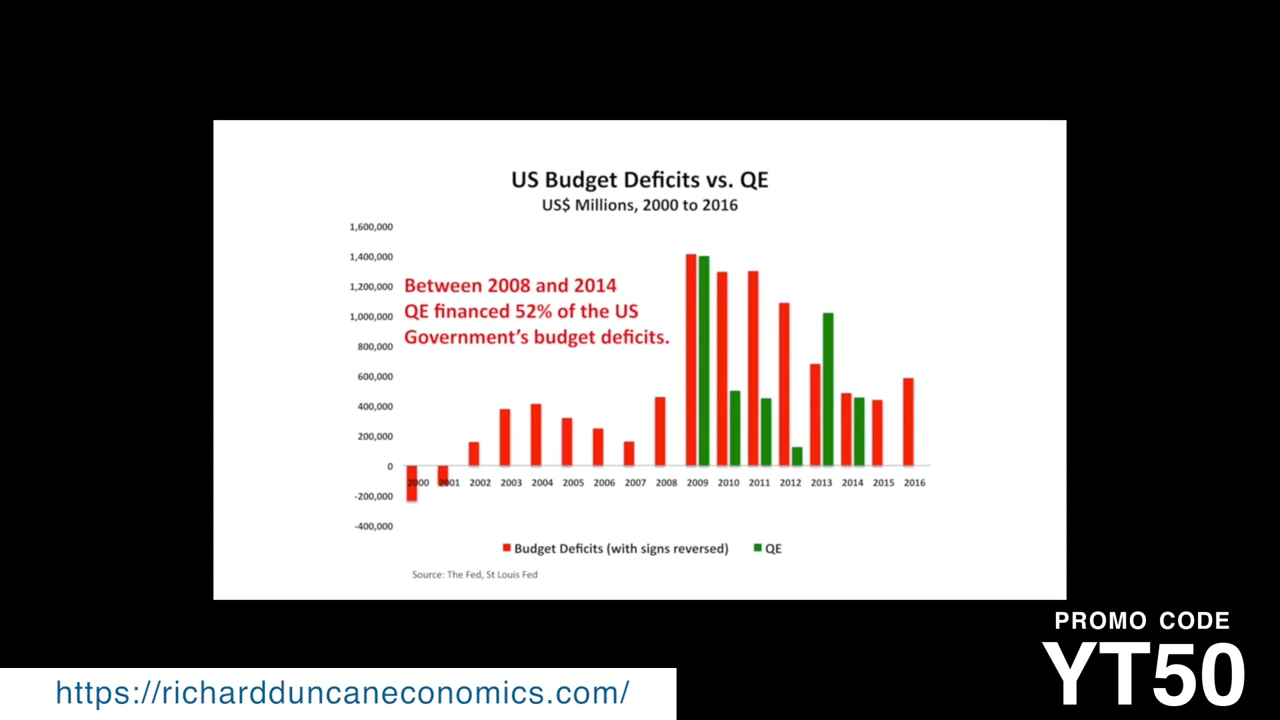 US Budget Deficits vs. QE
US$ Millions, 2000 to 2016
1,600,000
1,400,000
1,200,000
1,000,000
800,000
600,000
400,000
200,000
0
-200,000
-400,000
Between 2008 and 2014
QE financed 52% of the US
Government's budget deficits.
2000 2001 2002 2003 2004 2005 2006 2007 2008 2009 2010 2011 2012 2013 2014 2015 2016
Budget Deficits (with signs reversed) QE
Source: The Fed, St Louis Fed
PROMO CODE
YT50
https://richardduncaneconomics.com/